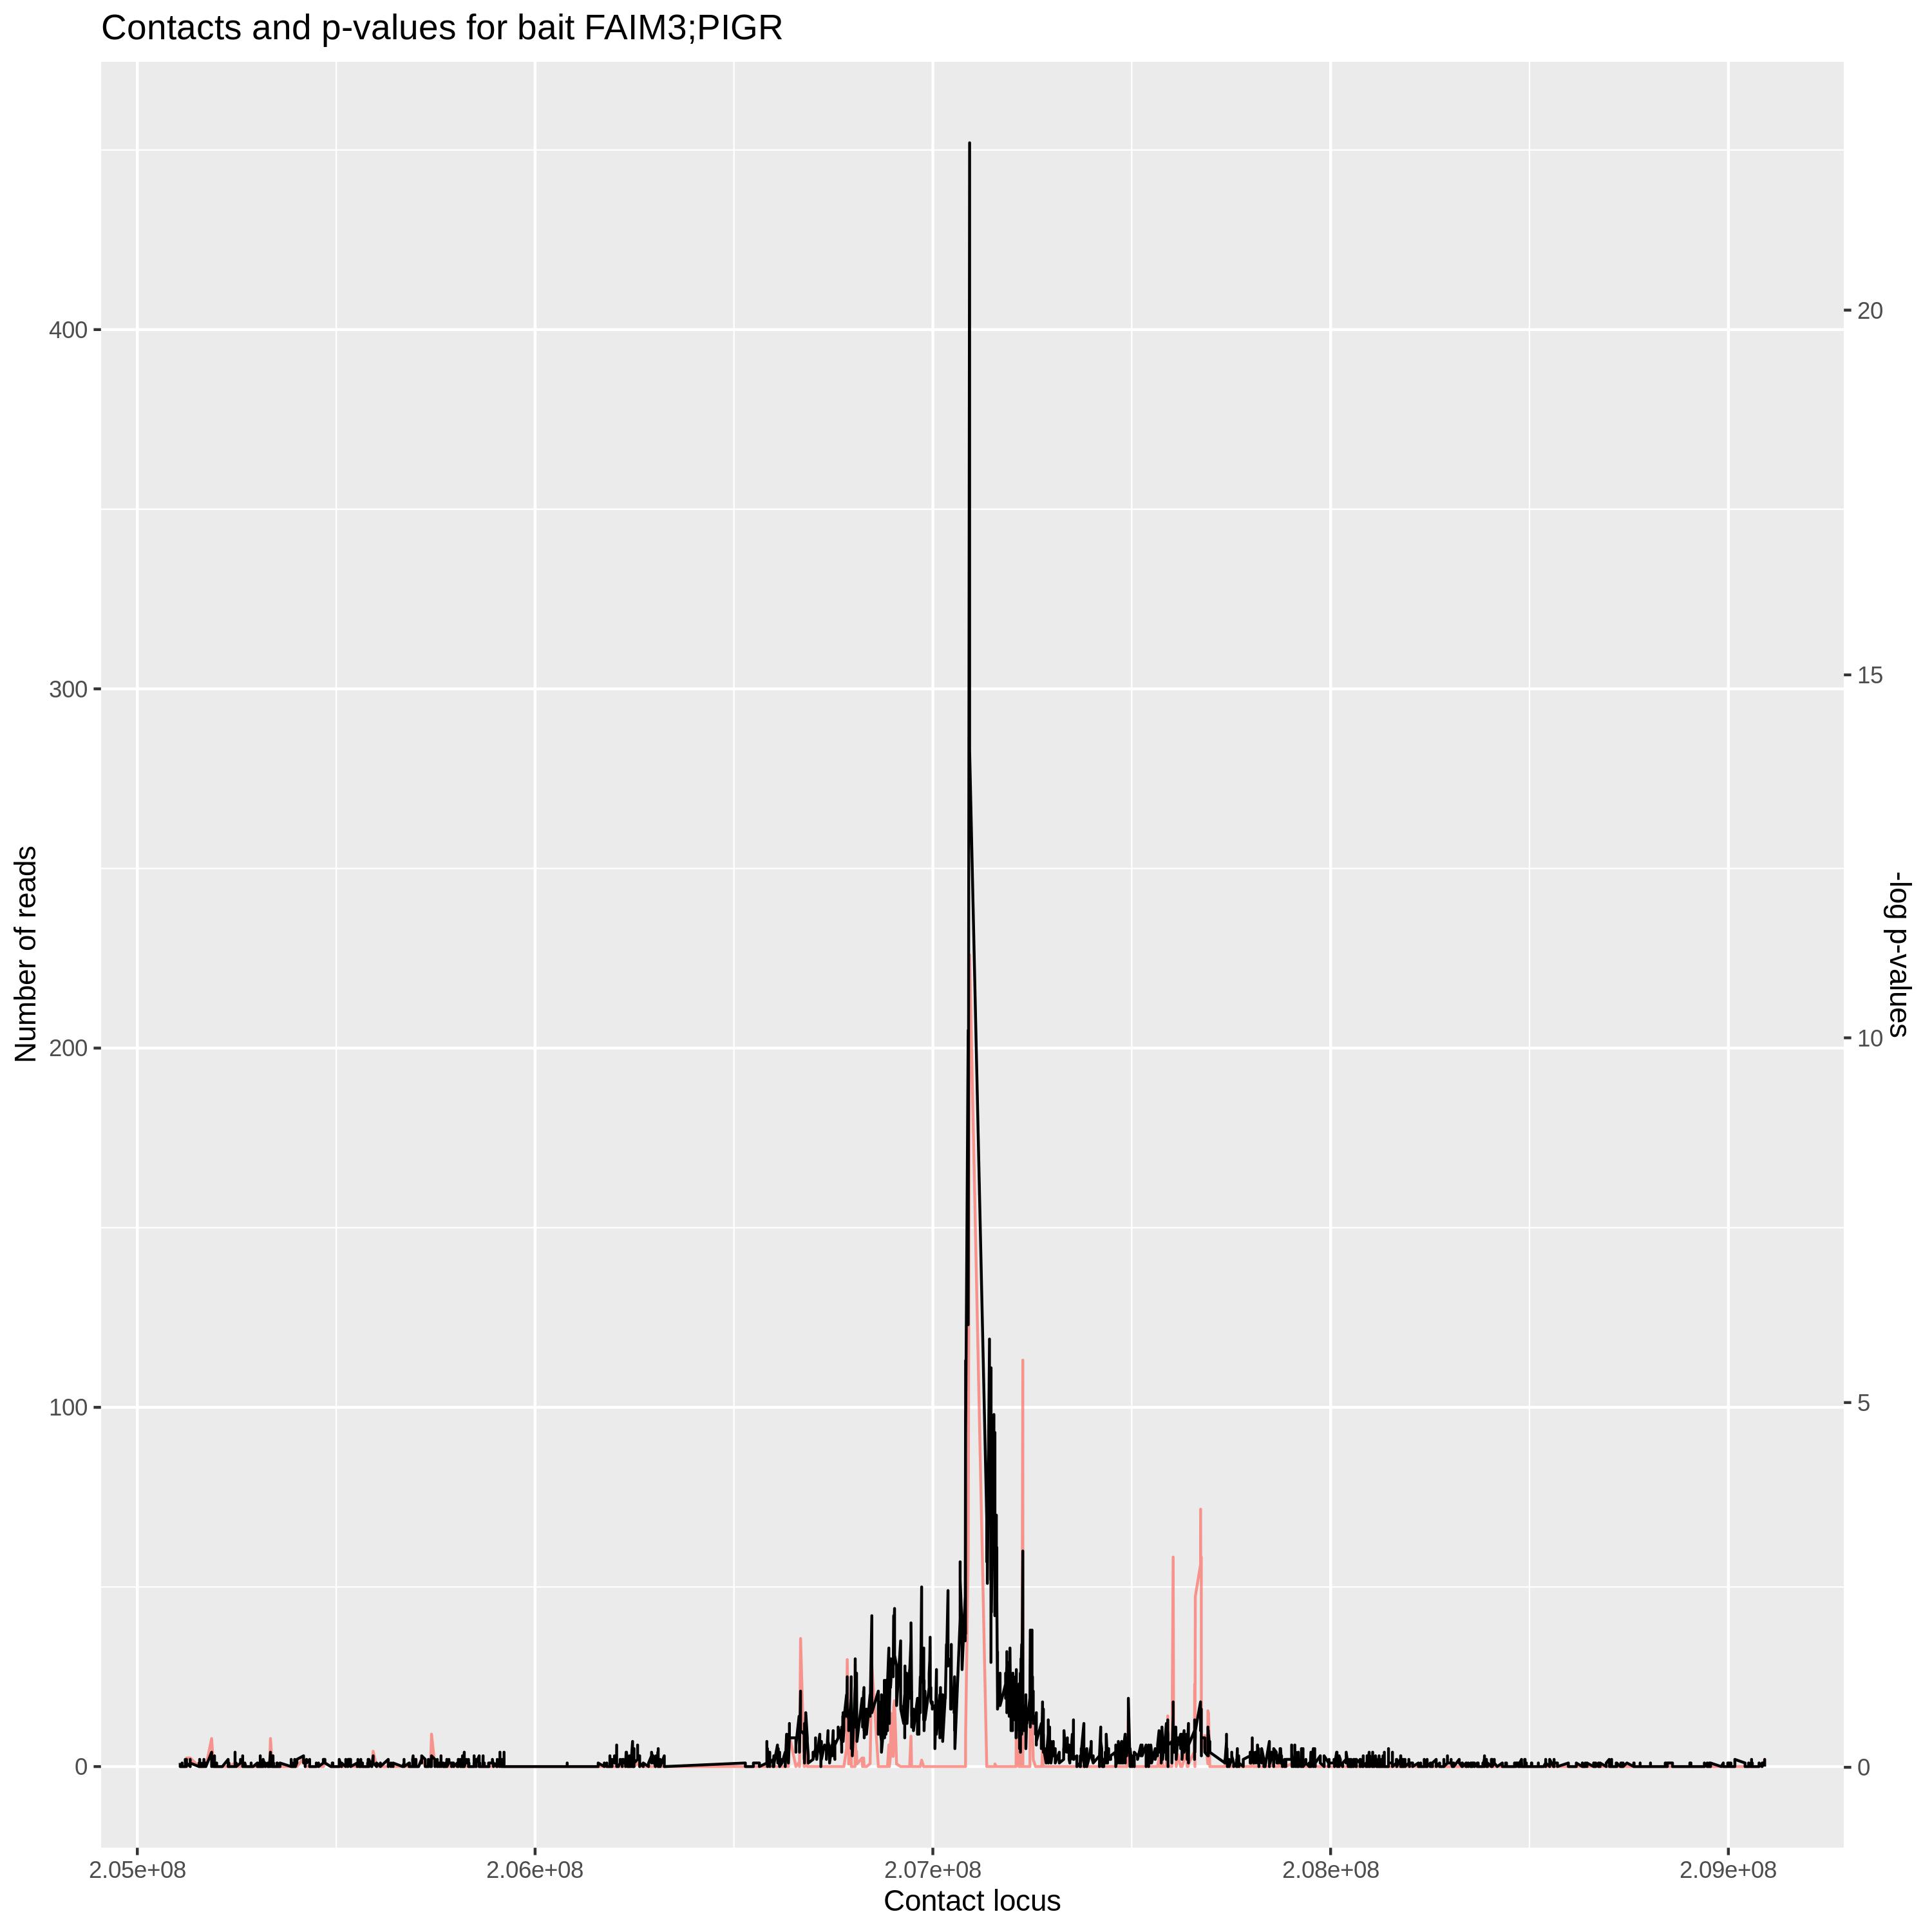 Contacts and p-values for bait FAIM3;PIGR
Number of reads
400
300
200
100
0
20
15
10
5
0
-log p-values
2.05e+08 2.06e+08 2.07e+08 2.08e+08 2.09e+08
Contact locus